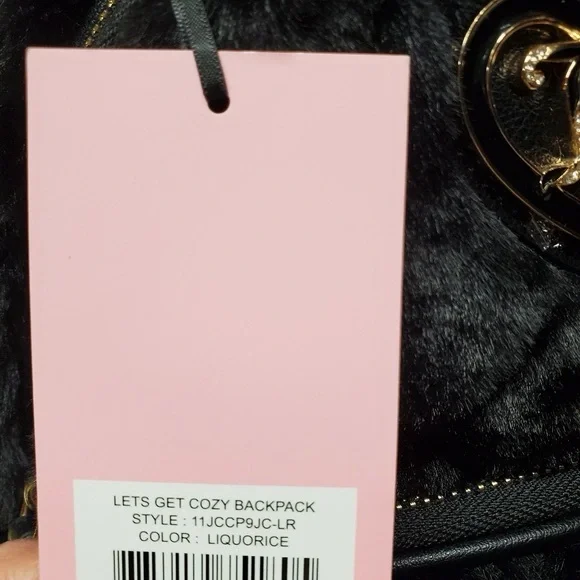 LETS GET COZY BACKPACK
STYLE : 11JCCP9JC-LR
COLOR : LIQUORICE